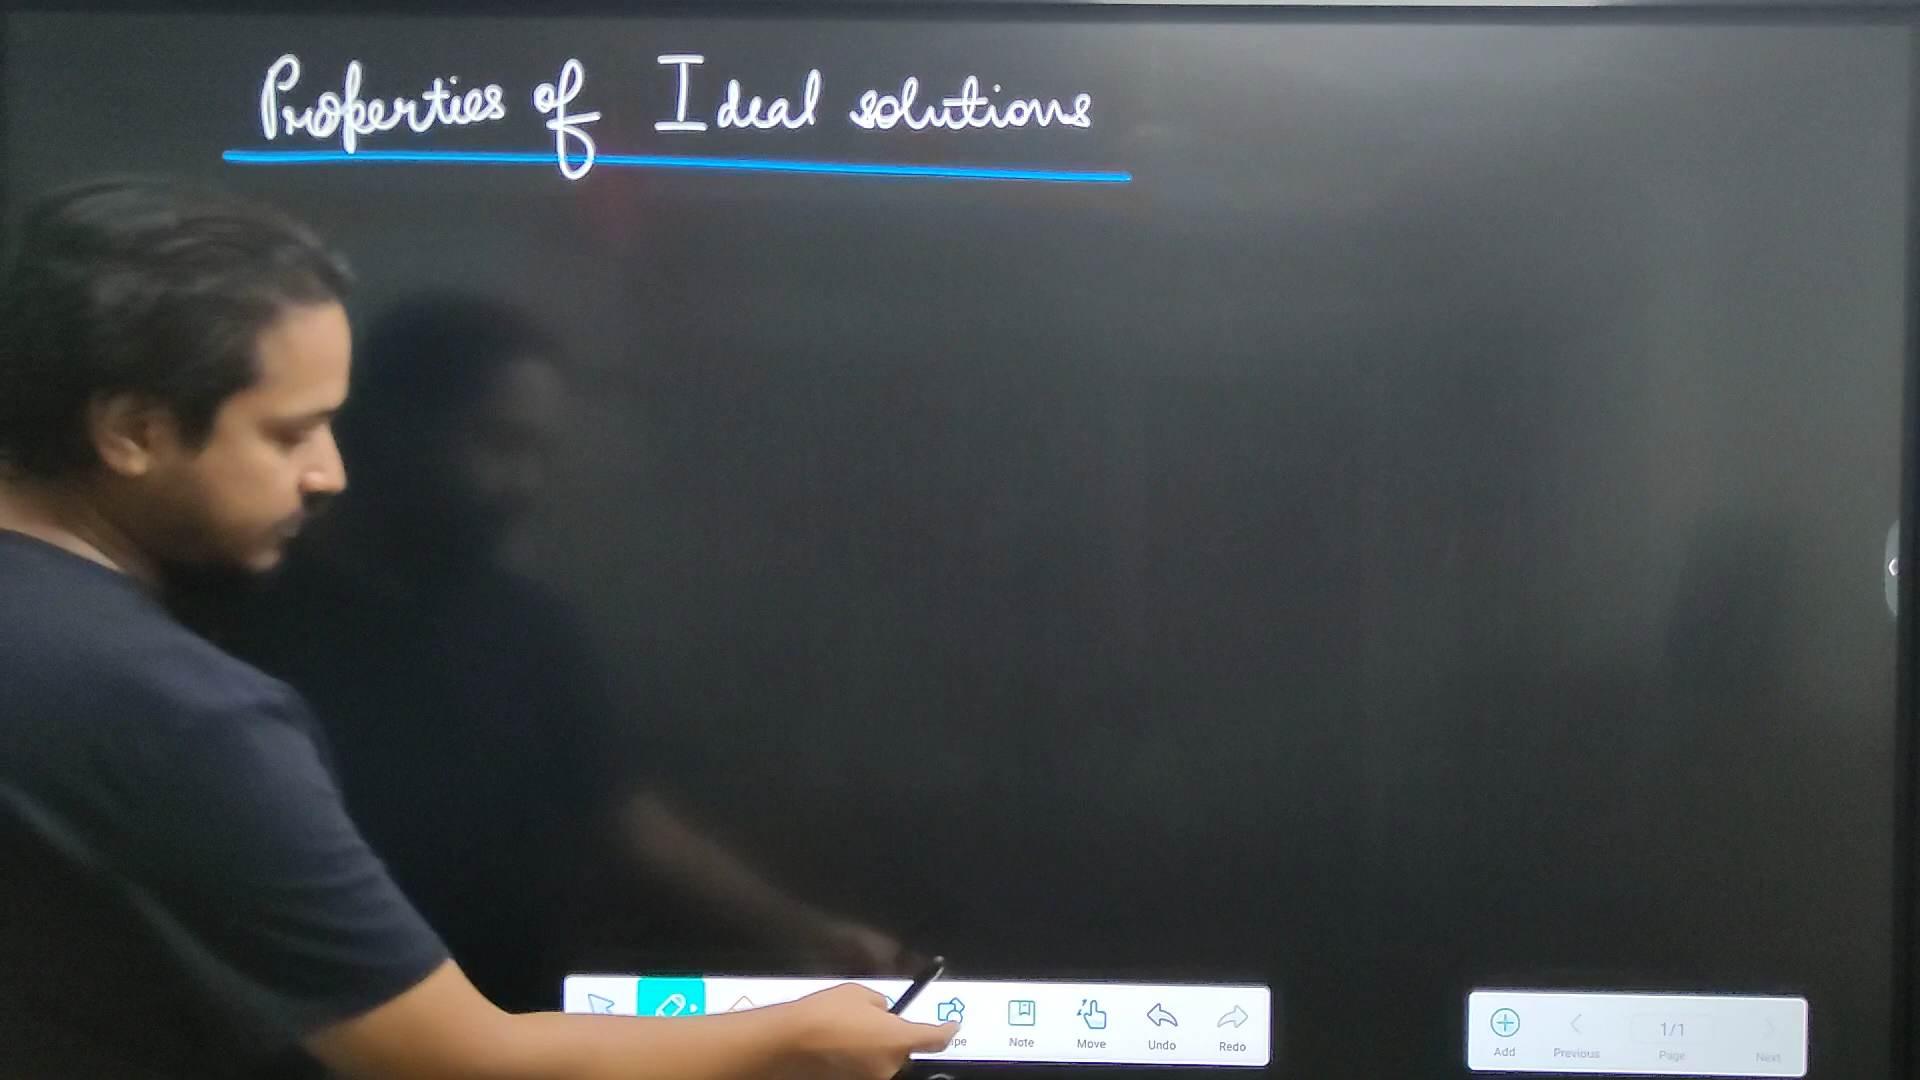 Properties of Ideal solutions
Note
Move
Undo
Redo
Add
Previous
1/1
Page
Next